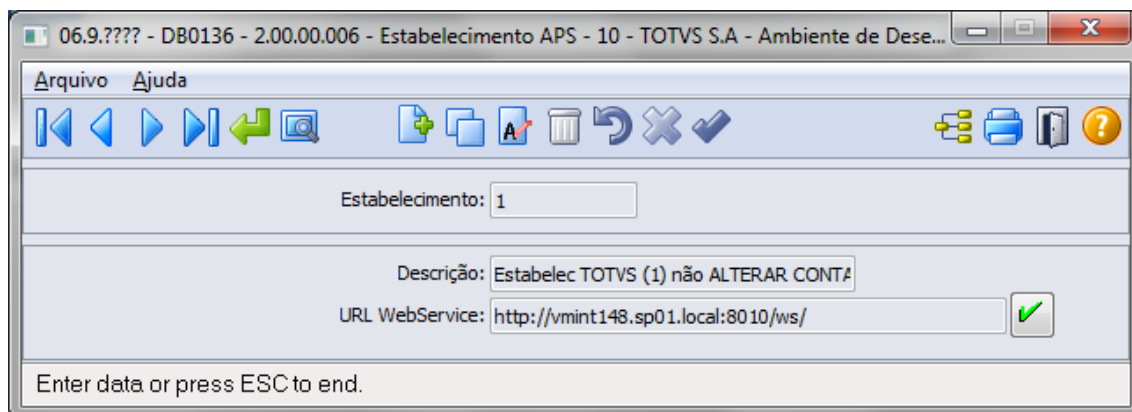 06.9.???? - DB0136 - 2.00.00.006 - Estabelecimento APS - 10 - TOTVS S.A - Ambiente de Dese...
Arquivo Ajuda
Estabelecimento: 1
Descrição: Estabelec TOTVS (1) não ALTERAR CONTA
URL WebService: http://vmint148.sp01.local:8010/ws/
Enter data or press ESC to end.